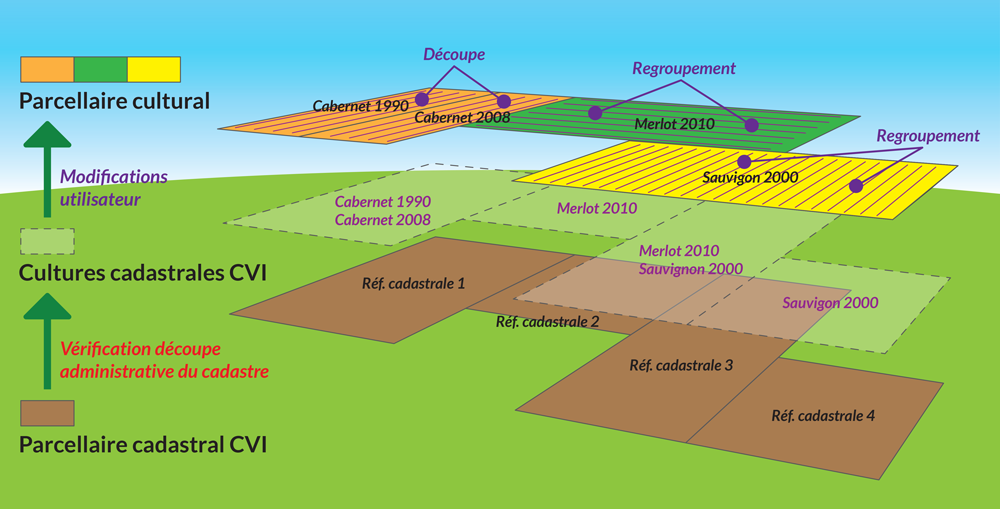 Découpe
Regroupement
Parcellaire cultural
Cabernet 1990
Cabernet 2008
Merlot 2010
Regroupement
Sauvigon 2000
Modifications
utilisateur
Cabernet 1990
Cabernet 2008
Merlot 2010
Cultures cadastrales CVI
Merlot 2010
Sauvignon 2000
Sauvigon 2000
Réf. cadastrale 1
Réf. cadastrale 2
Vérification découpe
administrative du cadastre
Réf. cadastrale 3
Réf. cadastrale 4
Parcellaire cadastral CVI